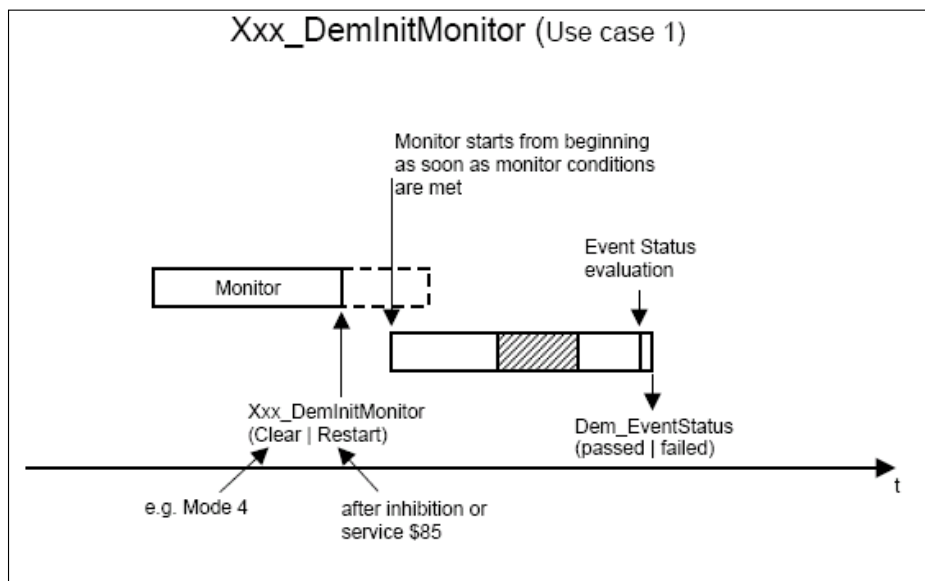 Xxx_DemInitMonitor (Use case 1)
Monitor starts from beginning
as soon as monitor conditions
are met
Event Status
evaluation
Monitor
Xxx_DemInitMonitor
(Clear | Restart)
Dem_EventStatus
(passed | failed)
t
e.g. Mode 4
after inhibition or
service $85